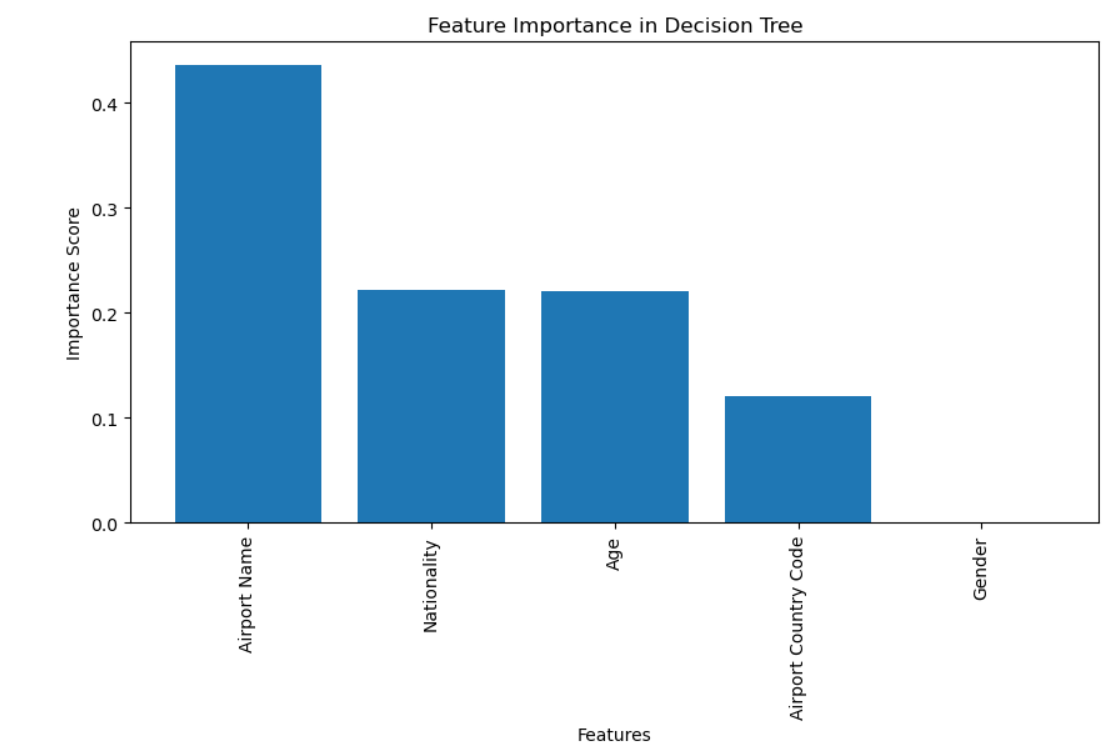 Feature Importance in Decision Tree
Importance Score
0.4
0.3
0.2
0.1
0.0
Airport Name
Nationality
Age
Airport Country Code
Gender
Features